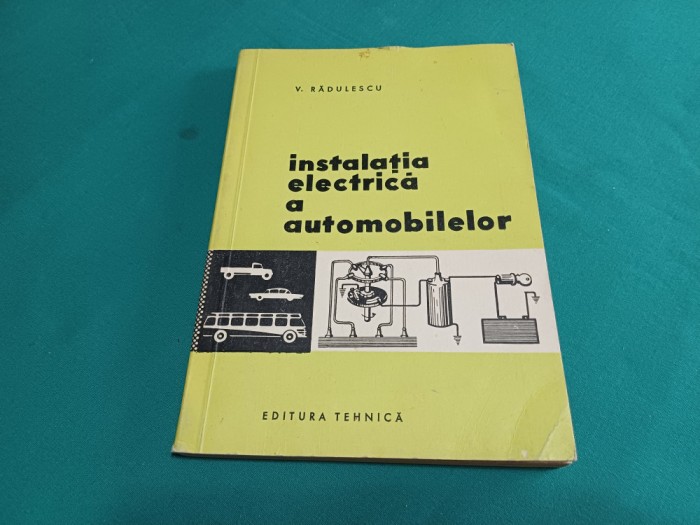 V. RĂDULESCU
instalația
electrică
a
automobilelor
EDITURA TEHNICĂ